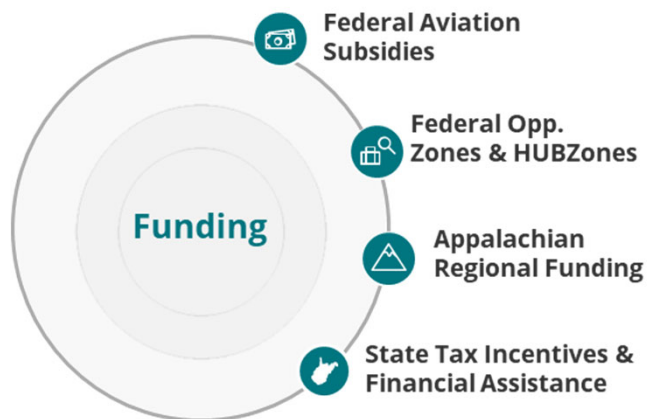 Federal Aviation
Subsidies
Federal Opp.
Zones & HUBZones
Funding
Appalachian
Regional Funding
State Tax Incentives &
Financial Assistance